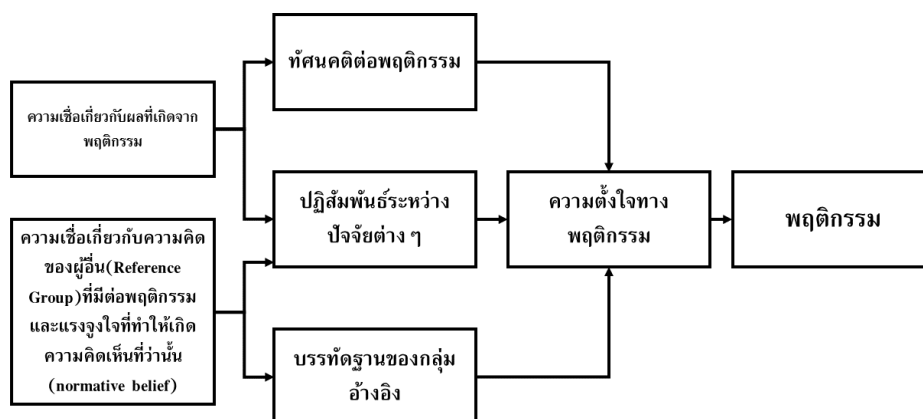 ทัศนคติต่อพฤติกรรม
ความเชื่อเกี่ยวกับผลที่เกิดจาก
พฤติกรรม
ปฏิสัมพันธ์ระหว่าง
ปัจจัยต่าง ๆ
ความตั้งใจทาง
พฤติกรรม
พฤติกรรม
ความเชื่อเกี่ยวกับความคิด
ของผู้อื่น(Reference
Group)ที่มีต่อพฤติกรรม
และแรงจูงใจที่ทำให้เกิด
ความคิดเห็นที่ว่านั้น
(normative belief)
บรรทัดฐานของกลุ่ม
อ้างอิง